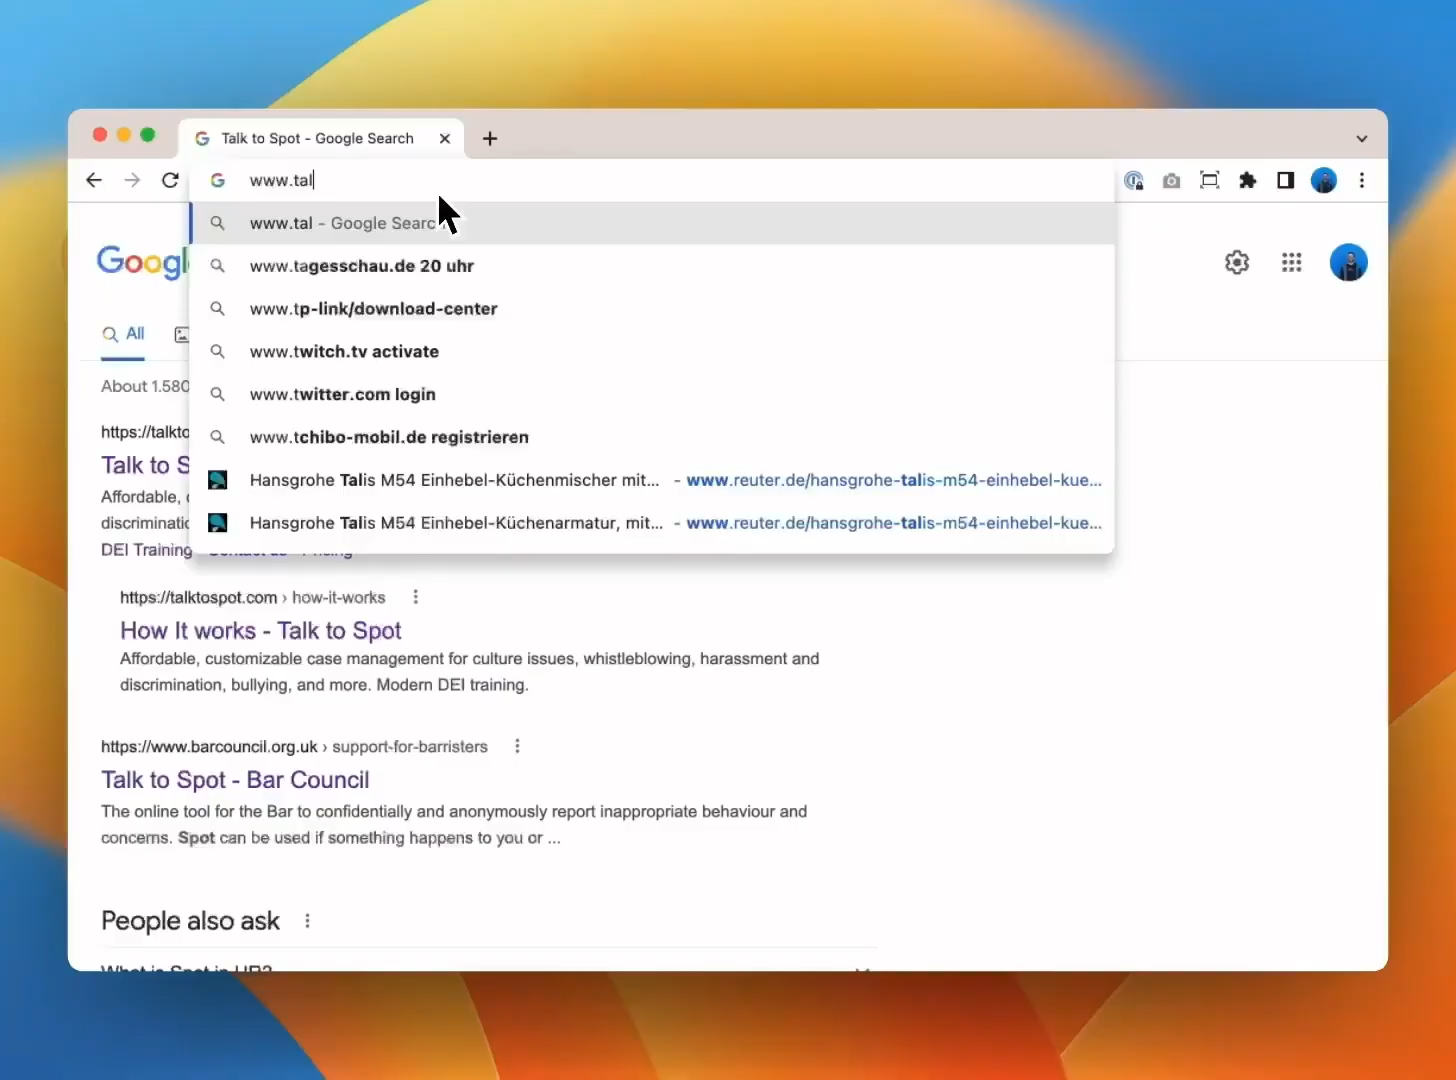 Talk to Spot - Google Search
www.tal
www.tal - Google Search
www.tagesschau.de 20 uhr
www.tp-link/download-center
www.twitch.tv activate
www.twitter.com login
www.tchibo-mobil.de registrieren
Hansgrohe Talis M54 Einhebel-Küchenmischer mit... - www.reuter.de/hansgrohe-talis-m54-einhebel-kue...
Hansgrohe Talis M54 Einhebel-Küchenarmatur, mit... - www.reuter.de/hansgrohe-talis-m54-einhebel-kue...
Googl
All
About 1.580
https://talkto
Talk to S
Affordable,
discriminatic
DEI Training
https://talktospot.com › how-it-works
How It works - Talk to Spot
Affordable, customizable case management for culture issues, whistleblowing, harassment and
discrimination, bullying, and more. Modern DEI training.
https://www.barcouncil.org.uk › support-for-barristers
Talk to Spot - Bar Council
The online tool for the Bar to confidentially and anonymously report inappropriate behaviour and
concerns. Spot can be used if something happens to you or ...
People also ask
What is Spot in HR?